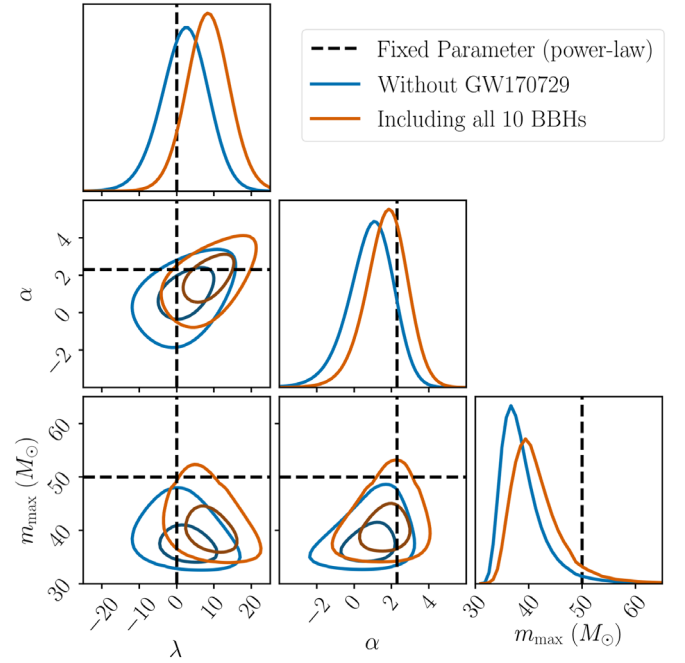 Fixed Parameter (power-law)
Without GW170729
Including all 10 BBHs
4
2
0
−2
α
60
50
40
30
m_max (M_⊙)
−20 −10 0 10 20
λ
−2 0 2 4
α
30 40 50 60
m_max (M_⊙)